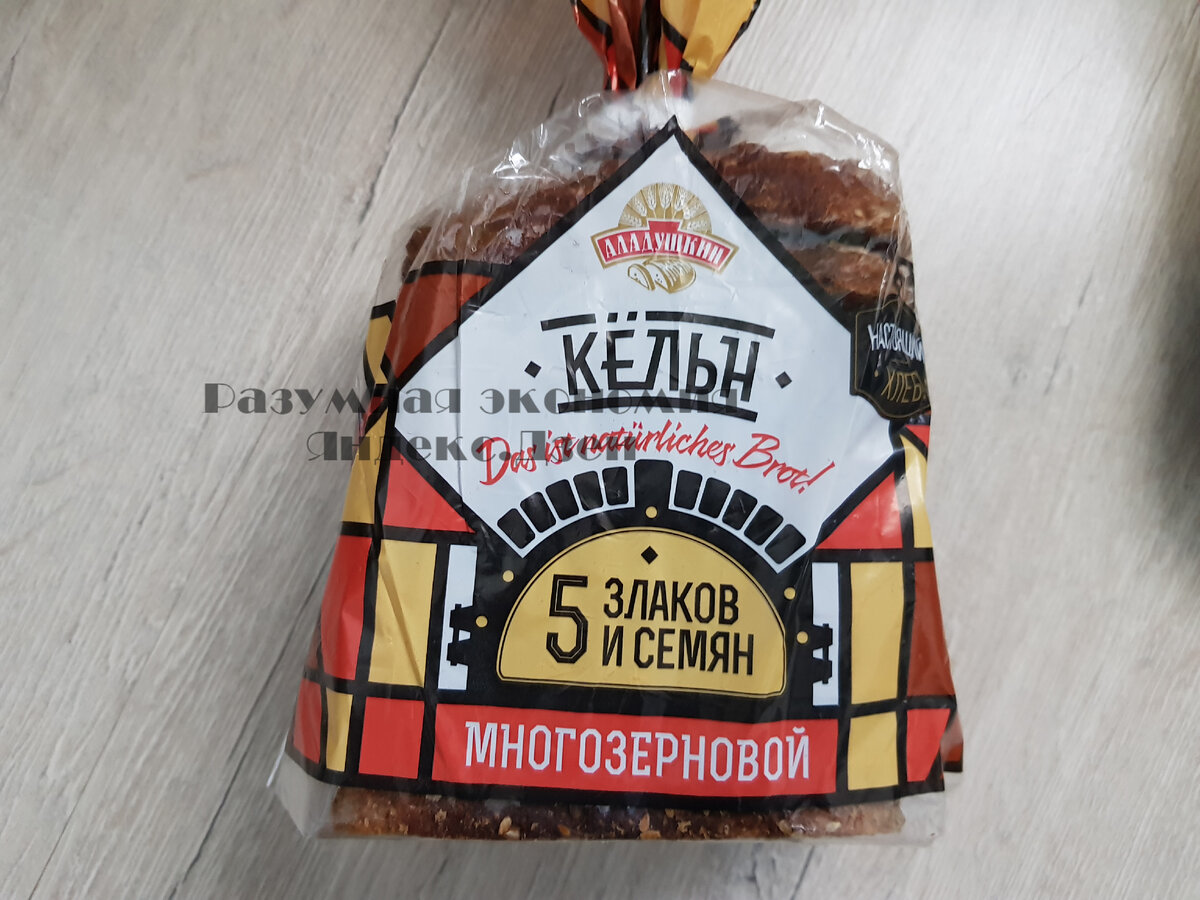 АЛАДУШКИН
КЁЛЬН
НАСТОЯЩИЙ
ХЛЕБ
Разумная экономия
Яндекс.Дзен
Das ist natürliches Brot!
5 ЗЛАКОВ
И СЕМЯН
МНОГОЗЕРНОВОЙ